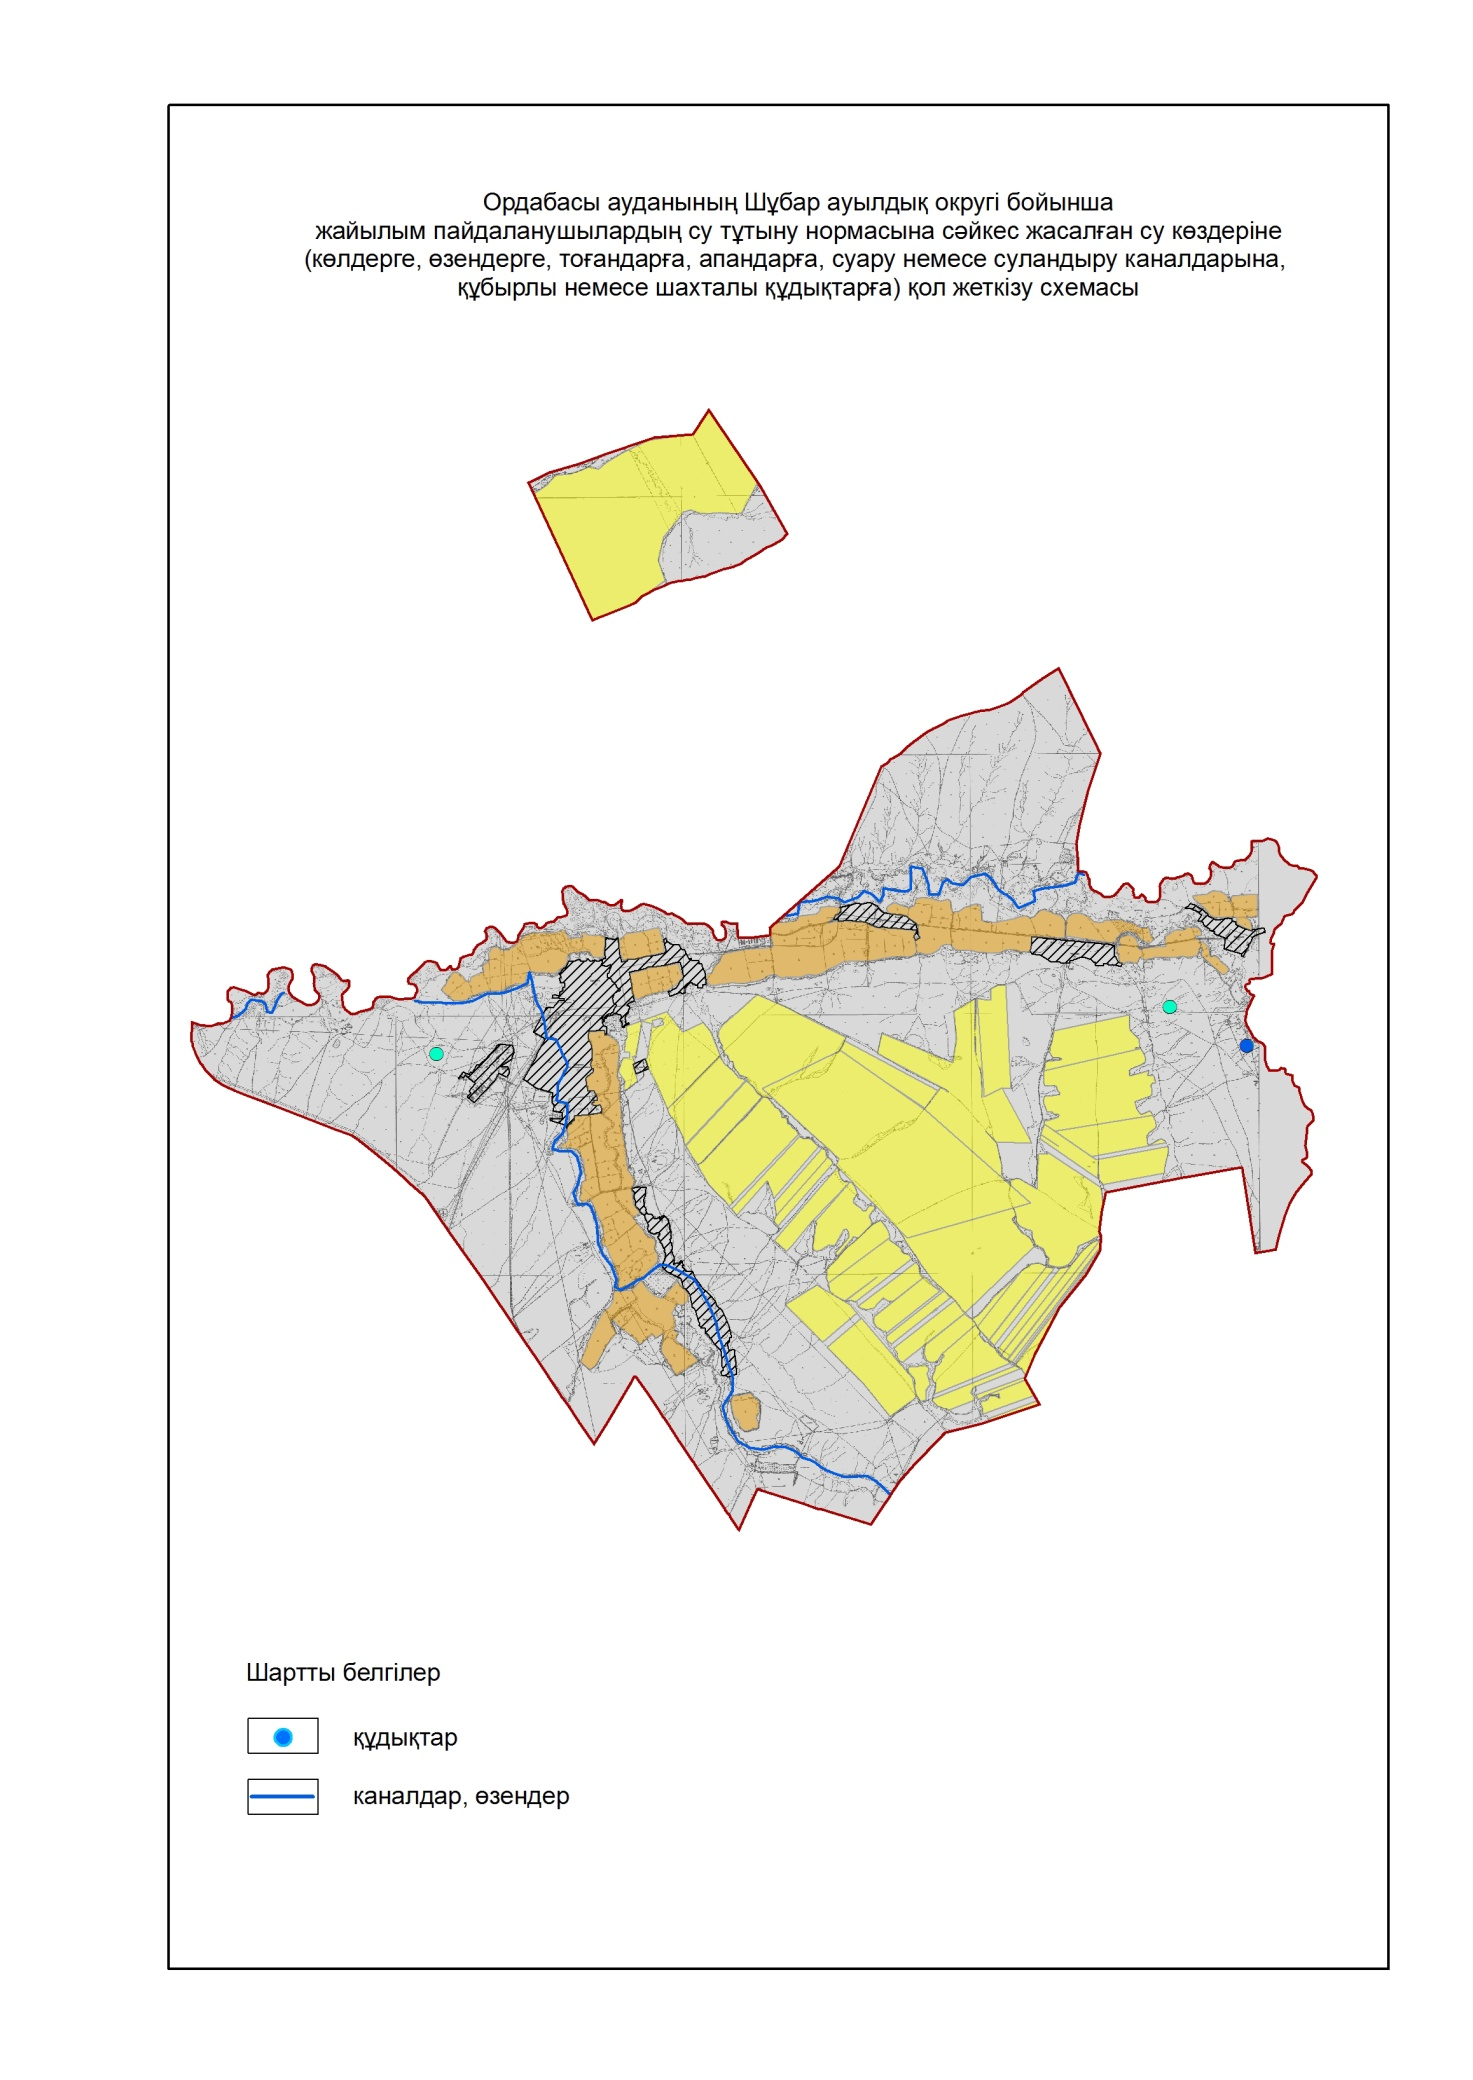 Ордабасы ауданының Шұбар ауылдық округі бойынша
жайылым пайдаланушылардың су тұтыну нормасына сәйкес жасалған су көздеріне
(көлдерге, өзендерге, тоғандарға, апандарға, суару немесе суландыру каналдарына,
құбырлы немесе шахталы құдықтарға) қол жеткізу схемасы
Шартты белгілер
құдықтар
каналдар, өзендер